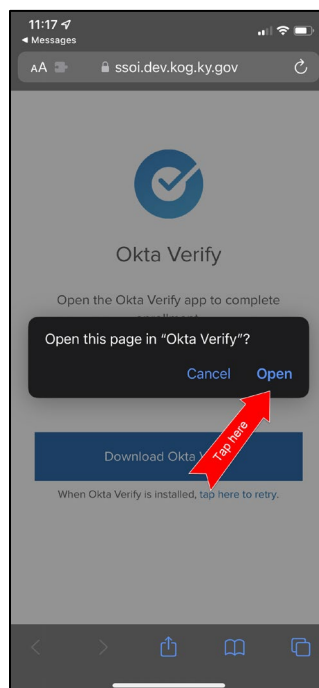 11:17
Messages
AA
ssoi.dev.kog.ky.gov
Okta Verify
Open the Okta Verify app to complete
Open this page in “Okta Verify”?
Cancel
Open
Tap here
Download Okta
When Okta Verify is installed, tap here to retry.